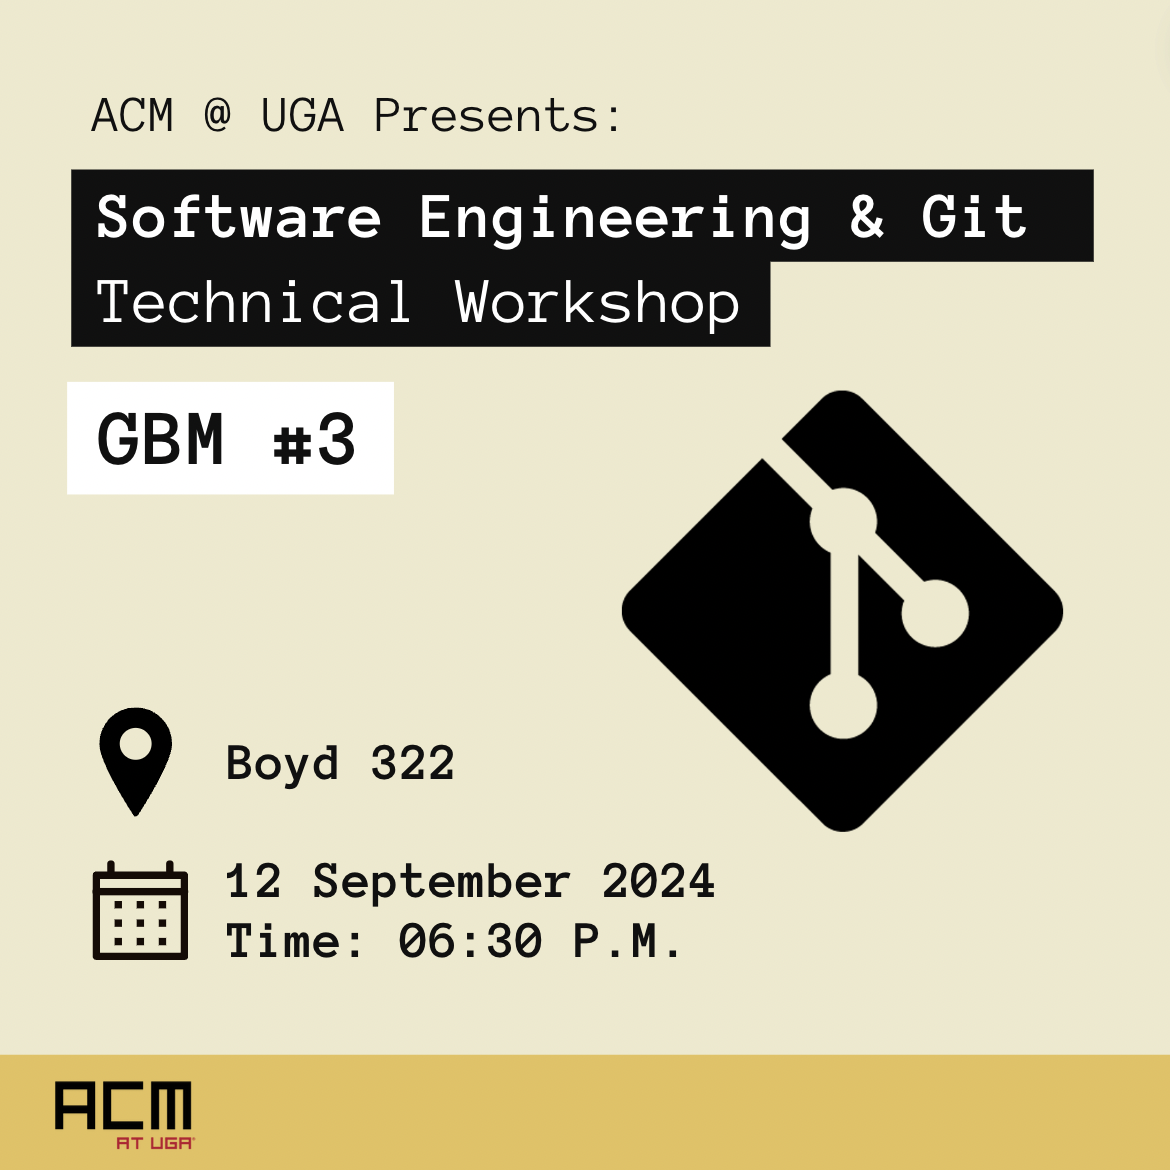 ACM @ UGA Presents:
Software Engineering & Git
Technical Workshop
GBM #3
Boyd 322
12 September 2024
Time: 06:30 P.M.
ACM
AT UGA